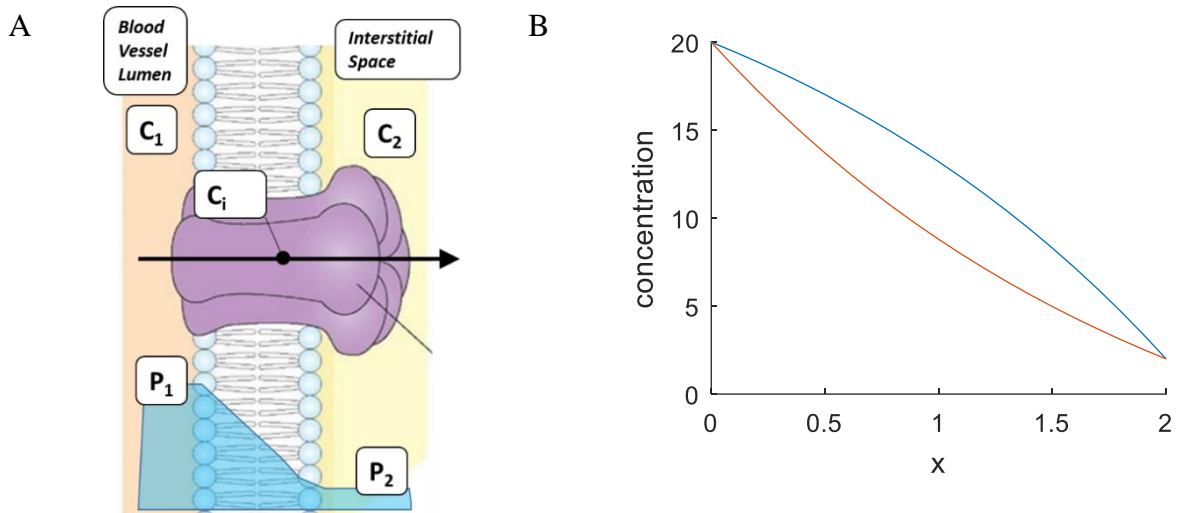 A
Blood
Vessel
Lumen
Interstitial
Space
C₁
C₂
Cᵢ
P₁
P₂
B
20
15
10
5
0
concentration
0
0.5
1
1.5
2
x